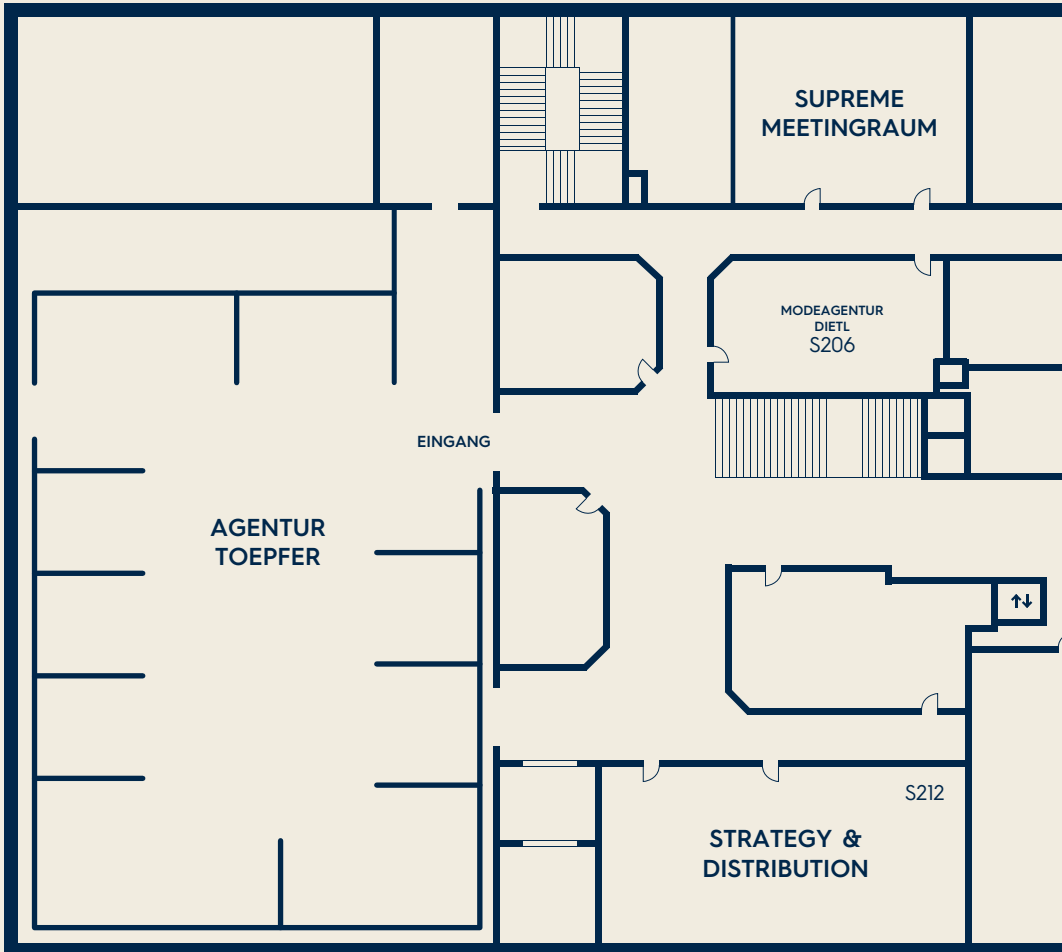 SUPREME
MEETINGRAUM
MODEAGENTUR
DIETL
S206
EINGANG
AGENTUR
TOEPFER
S212
STRATEGY &
DISTRIBUTION